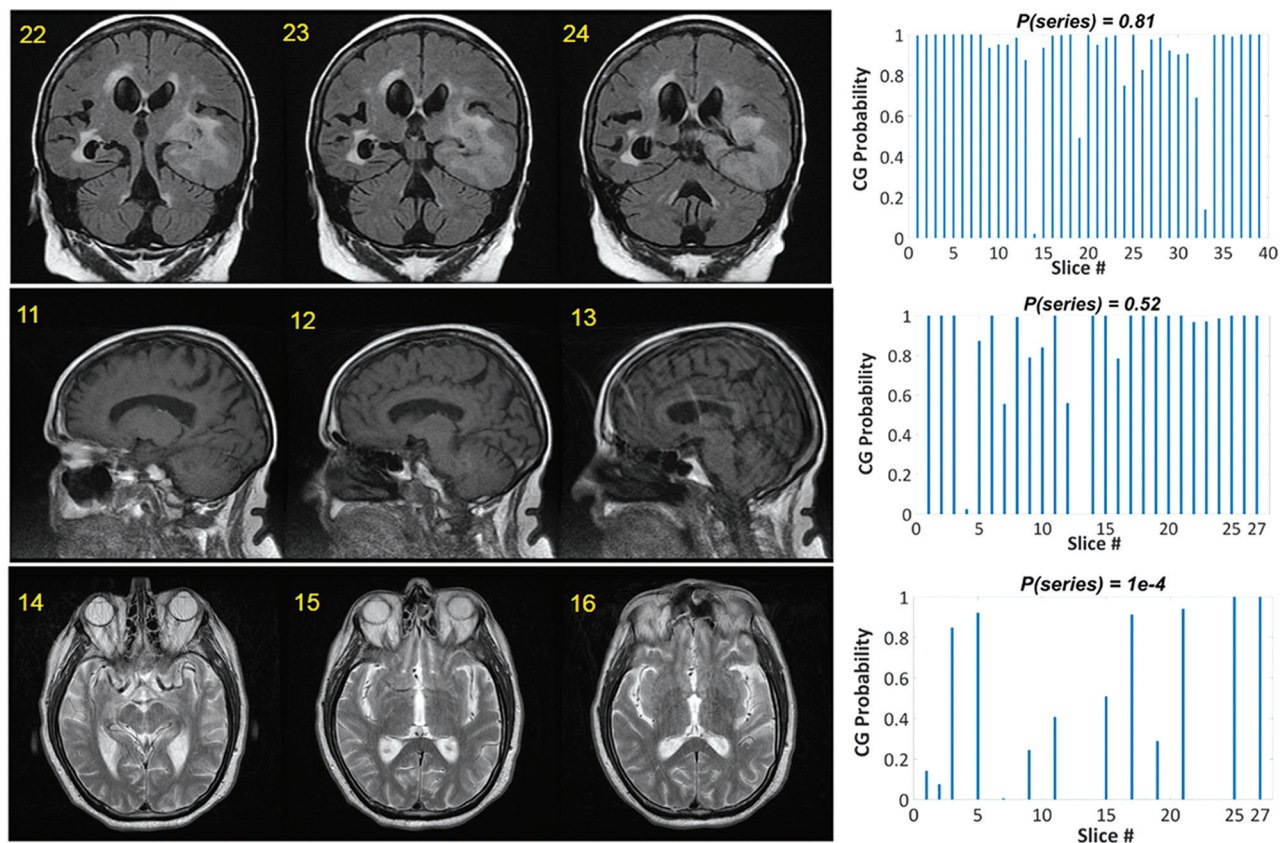 22 23 24
P(series) = 0.81
CG Probability
1
0.8
0.6
0.4
0.2
0
0 5 10 15 20 25 30 35 40
Slice #
11 12 13
P(series) = 0.52
CG Probability
1
0.8
0.6
0.4
0.2
0
0 5 10 15 20 25 27
Slice #
14 15 16
P(series) = 1e-4
CG Probability
1
0.8
0.6
0.4
0.2
0
0 5 10 15 20 25 27
Slice #